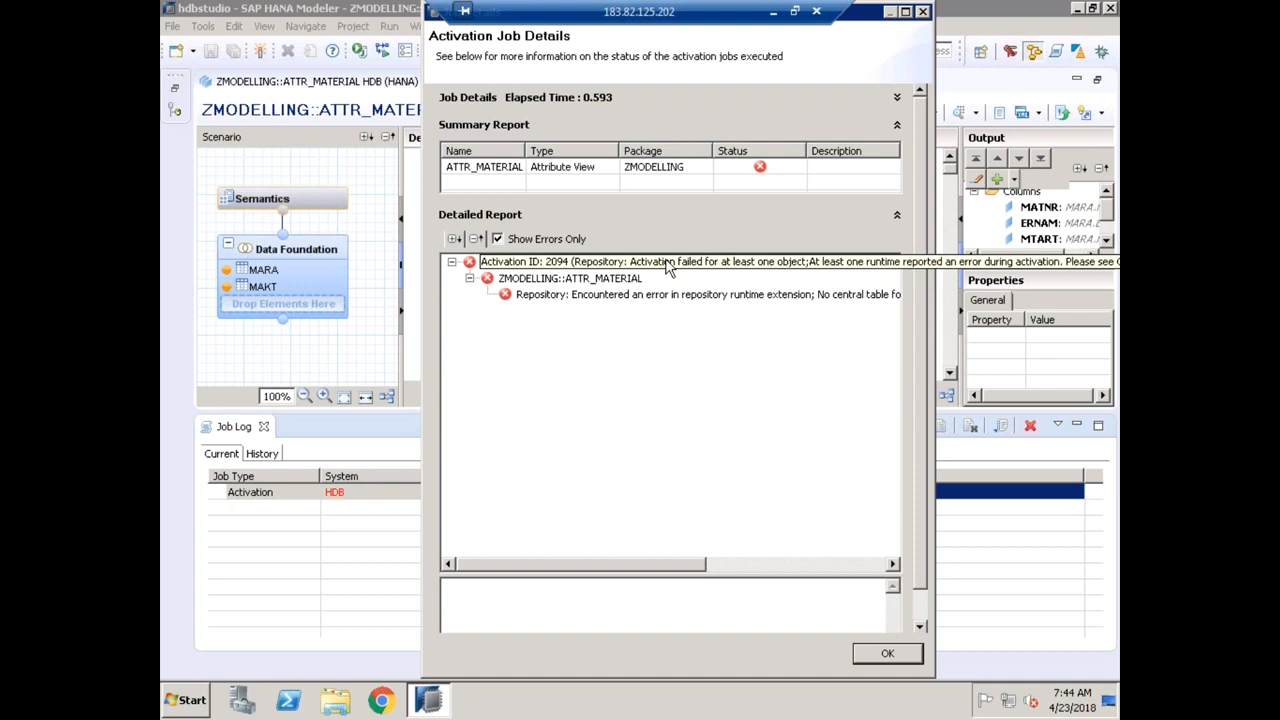 hdbstudio - SAP HANA Modeler - ZMODELLING:
183.82.125.202
File Tools Edit View Navigate Project Run
Activation Job Details
See below for more information on the status of the activation jobs executed
ZMODELLING::ATTR_MATERIAL HDB (HANA)
ZMODELLING::ATTR_MATER
Job Details Elapsed Time : 0.593
Summary Report
Name Type Package Status Description
ATTR_MATERIAL Attribute View ZMODELLING
Detailed Report
Show Errors Only
Activation ID: 2094 (Repository: Activation failed for at least one object;At least one runtime reported an error during activation. Please see
ZMODELLING::ATTR_MATERIAL
Repository: Encountered an error in repository runtime extension; No central table fo
Scenario
De
Semantics
Data Foundation
MARA
MAKT
Drop Elements Here
100%
Output
Columns
MATNR: MARA.
ERNAM: MARA.
MTART: MARA.
Properties
General
Property Value
Job Log
Current History
Job Type System
Activation HDB
OK
Start
7:44 AM
4/23/2018